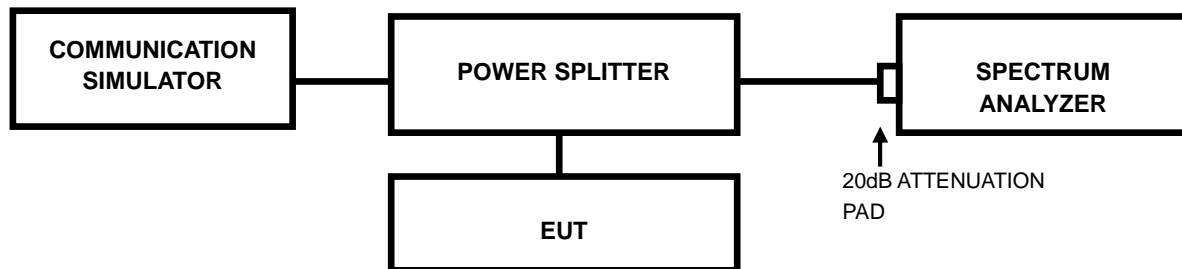 COMMUNICATION
SIMULATOR
POWER SPLITTER
SPECTRUM
ANALYZER
20dB ATTENUATION
PAD
EUT